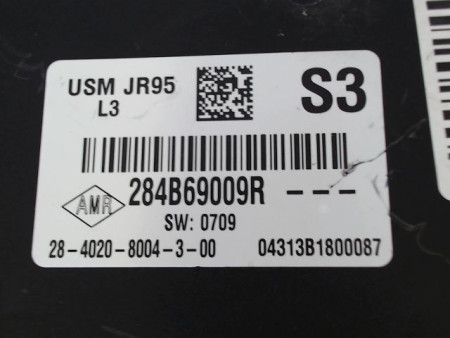 USM JR95
L3
S3
284B69009R ---
AMR
SW: 0709
28-4020-8004-3-00
04313B1800087